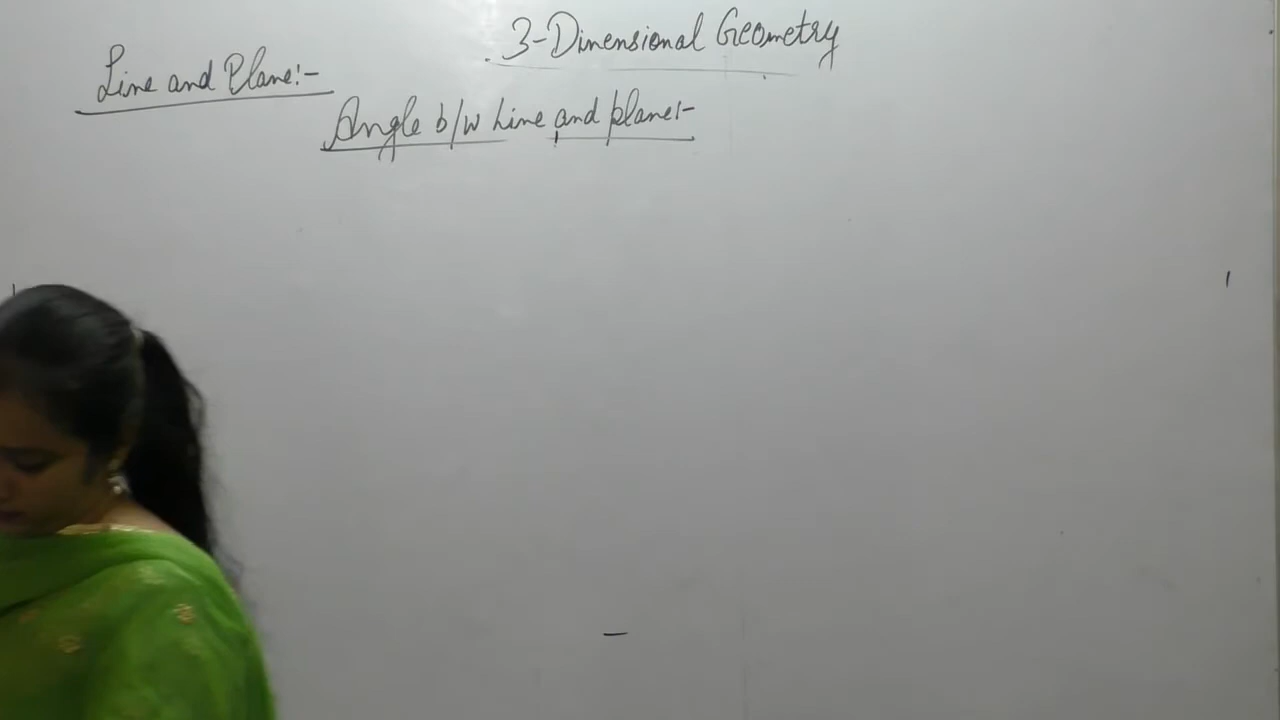 3-Dimensional Geometry
Line and Plane:-
Angle b/w Line and plane:-